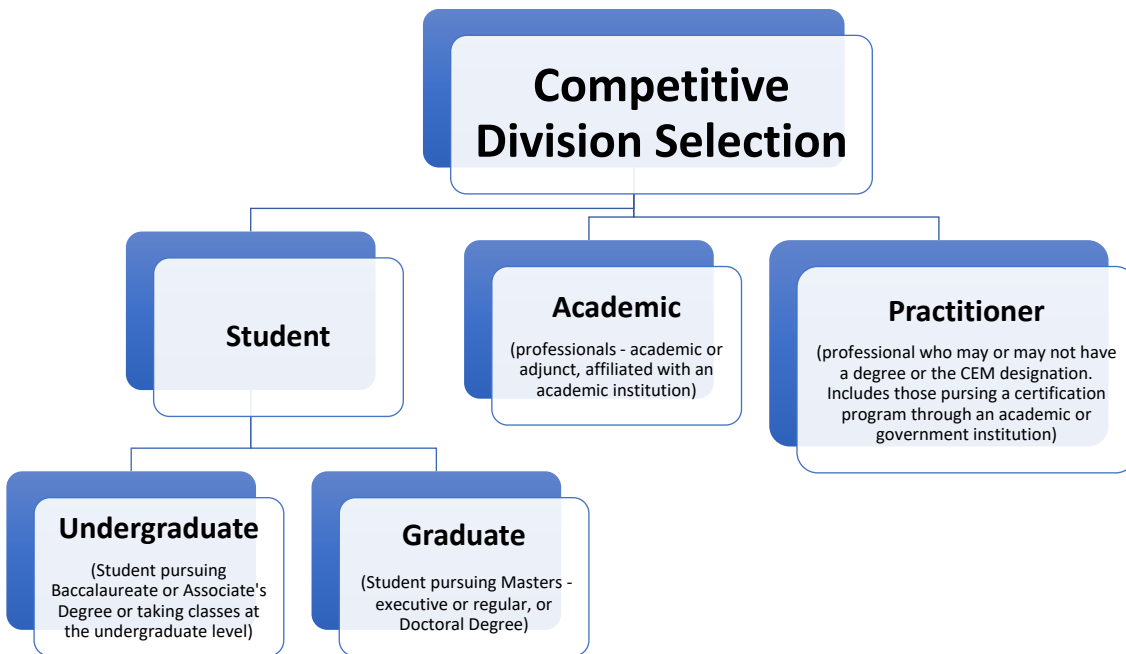 Competitive
Division Selection
Student
Academic
(professionals - academic or
adjunct, affiliated with an
academic institution)
Practitioner
(professional who may or may not have
a degree or the CEM designation.
Includes those pursing a certification
program through an academic or
government institution)
Undergraduate
(Student pursuing
Baccalaureate or Associate's
Degree or taking classes at
the undergraduate level)
Graduate
(Student pursuing Masters -
executive or regular, or
Doctoral Degree)